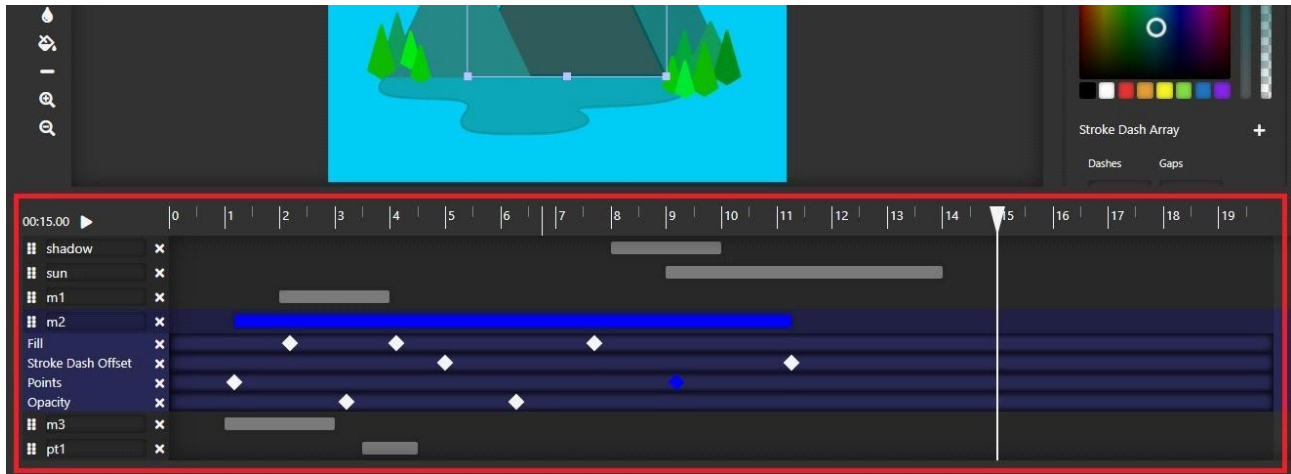 Stroke Dash Array +
Dashes Gaps
00:15.00 0 1 2 3 4 5 6 7 8 9 10 11 12 13 14 15 16 17 18 19
shadow
sun
m1
m2
Fill
Stroke Dash Offset
Points
Opacity
m3
pt1